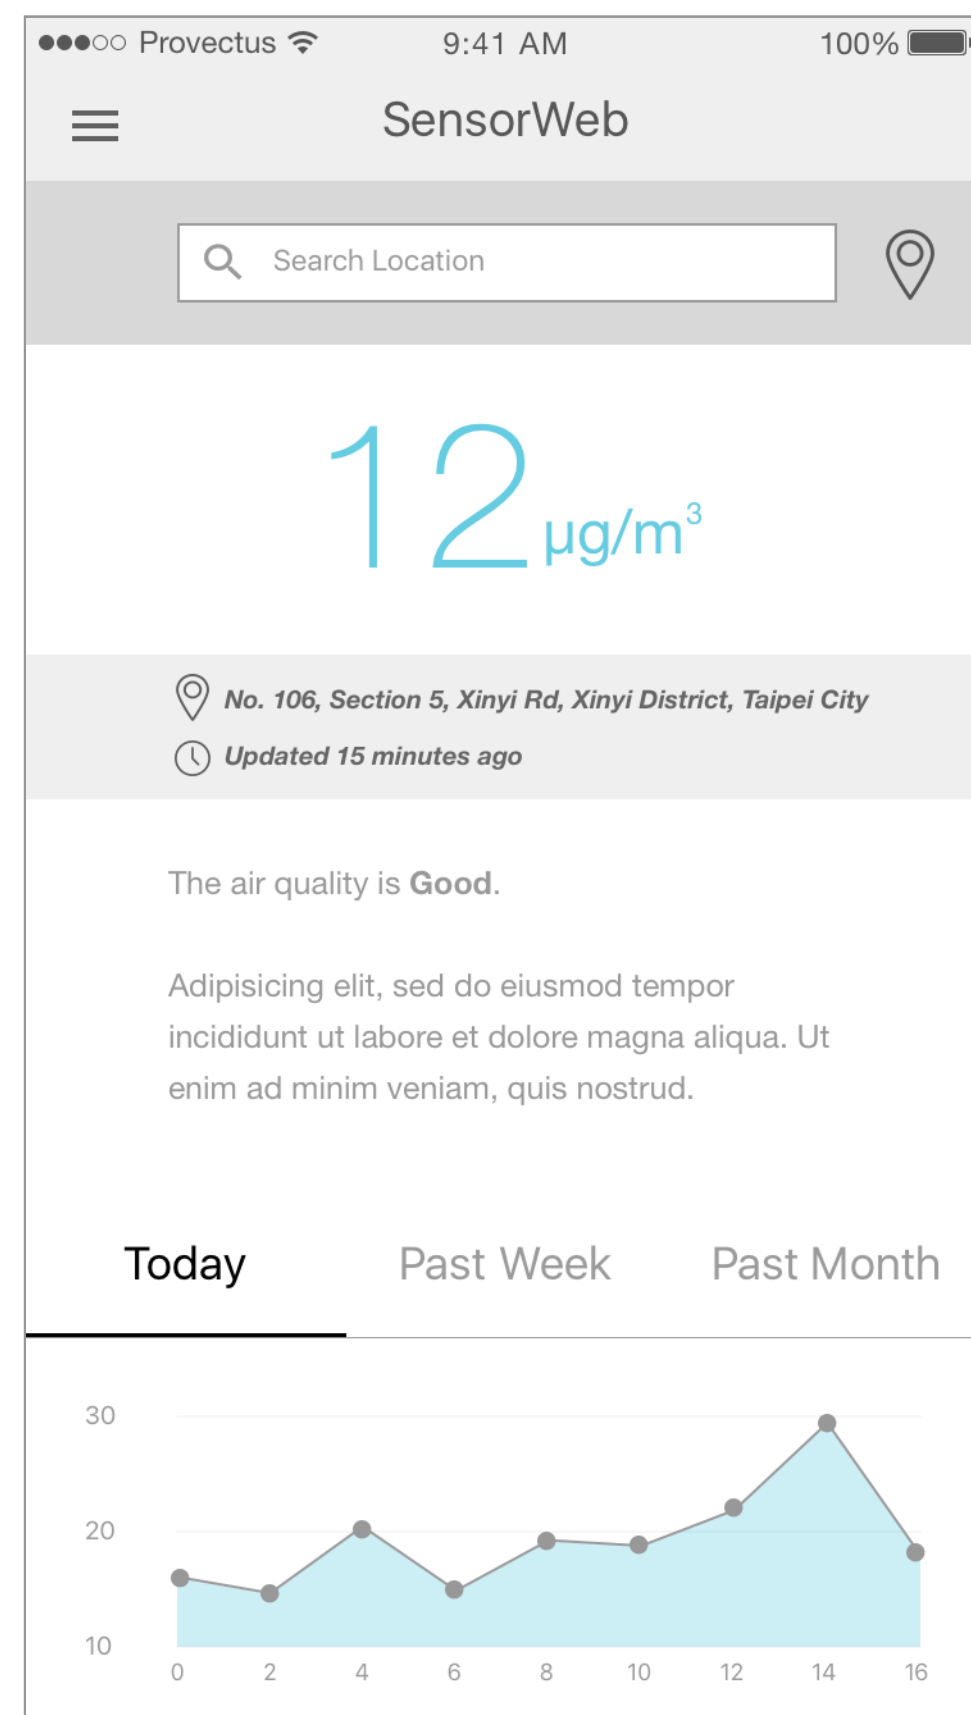 Provectus 9:41 AM 100%
SensorWeb
Search Location
12 µg/m³
No. 106, Section 5, Xinyi Rd, Xinyi District, Taipei City
Updated 15 minutes ago
The air quality is Good.
Adipisicing elit, sed do eiusmod tempor
incididunt ut labore et dolore magna aliqua. Ut
enim ad minim veniam, quis nostrud.
Today Past Week Past Month
30
20
10
0 2 4 6 8 10 12 14 16